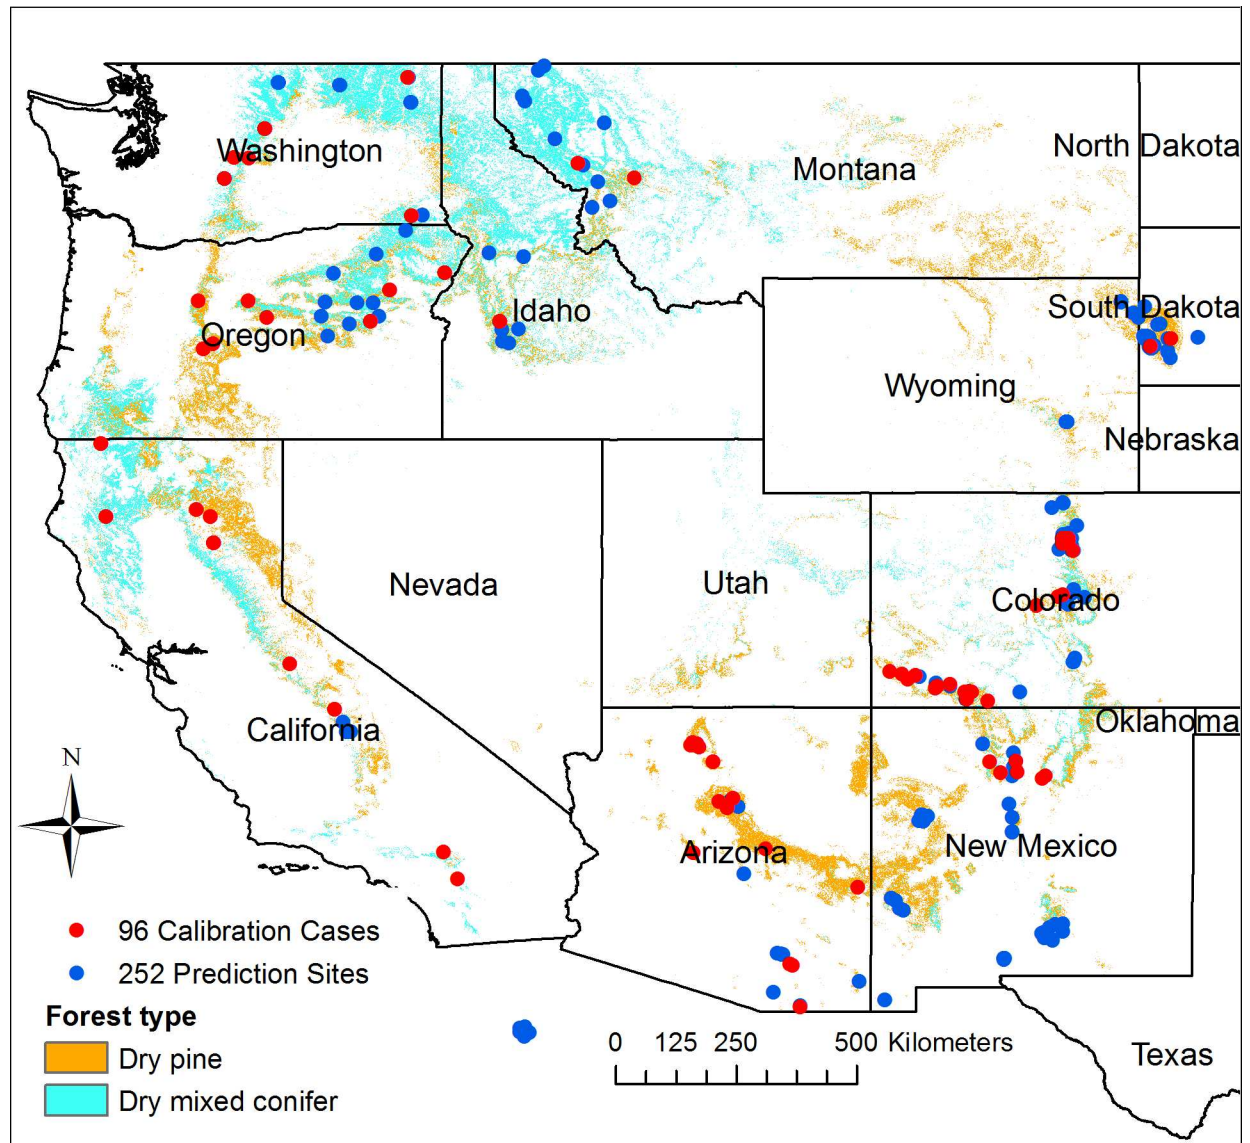 Washington
Montana
North Dakota
Oregon
Idaho
South Dakota
Wyoming
Nebraska
Nevada
Utah
Colorado
California
Oklahoma
N
Arizona
New Mexico
96 Calibration Cases
252 Prediction Sites
Forest type
Dry pine
Dry mixed conifer
0 125 250 500 Kilometers
Texas